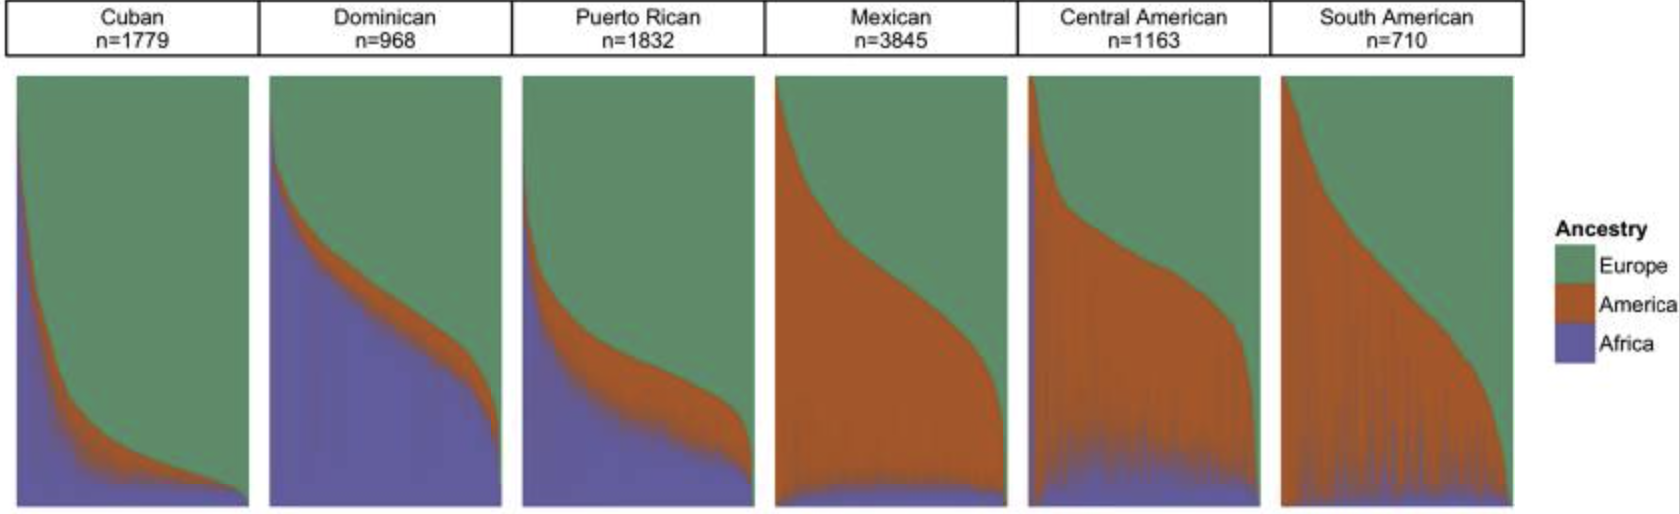 Cuban
n=1779
Dominican
n=968
Puerto Rican
n=1832
Mexican
n=3845
Central American
n=1163
South American
n=710
Ancestry
Europe
America
Africa